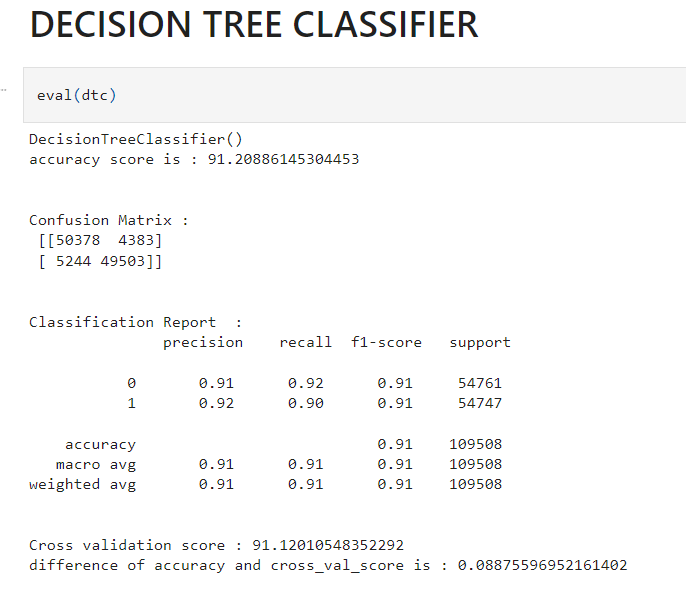 DECISION TREE CLASSIFIER
eval(dtc)
DecisionTreeClassifier()
accuracy score is : 91.20886145304453
Confusion Matrix :
[[50378  4383]
[ 5244 49503]]
Classification Report  :
precision    recall  f1-score   support
0       0.91      0.92      0.91     54761
1       0.92      0.90      0.91     54747
accuracy                           0.91    109508
macro avg       0.91      0.91      0.91    109508
weighted avg       0.91      0.91      0.91    109508
Cross validation score : 91.12010548352292
difference of accuracy and cross_val_score is : 0.08875596952161402